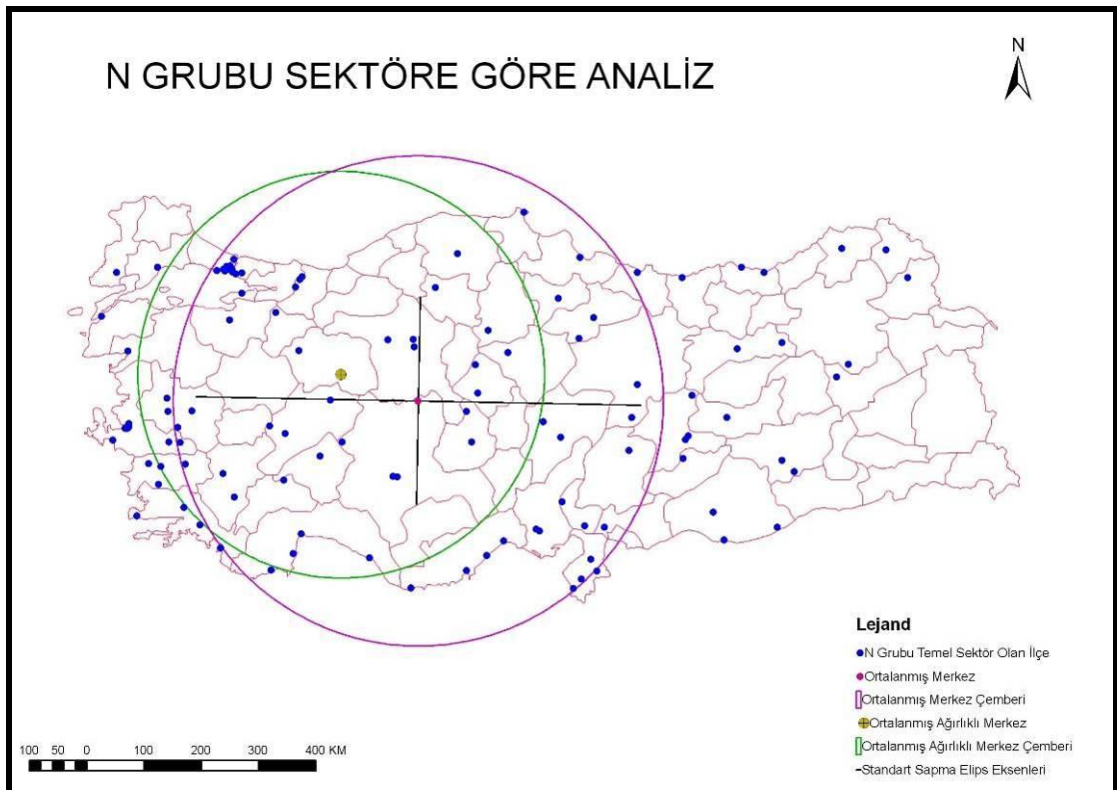 N
N GRUBU SEKTÖRE GÖRE ANALİZ
Lejand
N Grubu Temel Sektör Olan İlçe
Ortalanmış Merkez
Ortalanmış Merkez Çemberi
Ortalanmış Ağırlıklı Merkez
Ortalanmış Ağırlıklı Merkez Çemberi
Standart Sapma Elips Eksenleri
100 50 0 100 200 300 400 KM